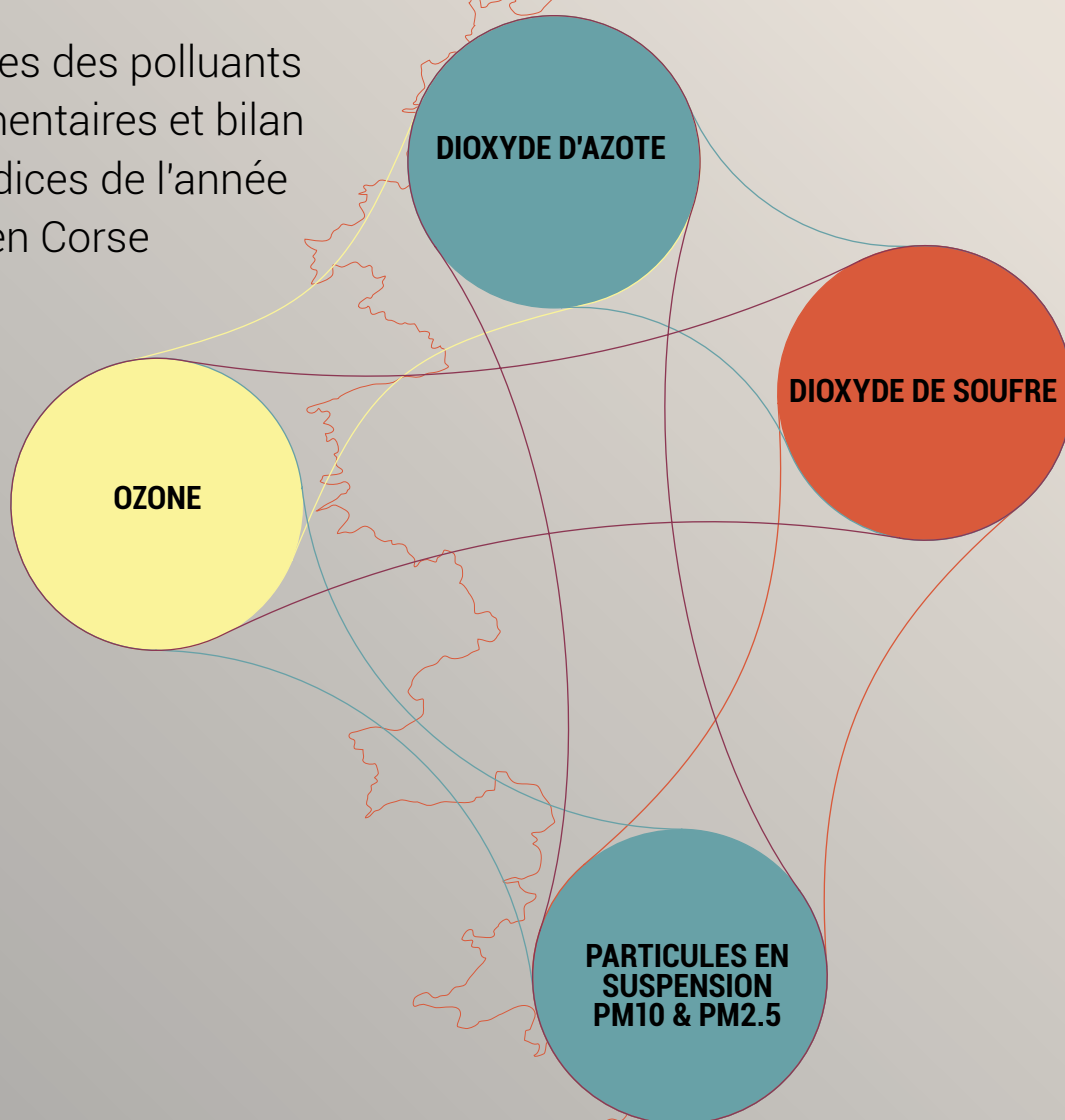 es des polluants
entaires et bilan
dices de l'année
en Corse
DIOXYDE D'AZOTE
DIOXYDE DE SOUFRE
OZONE
PARTICULES EN
SUSPENSION
PM10 & PM2.5